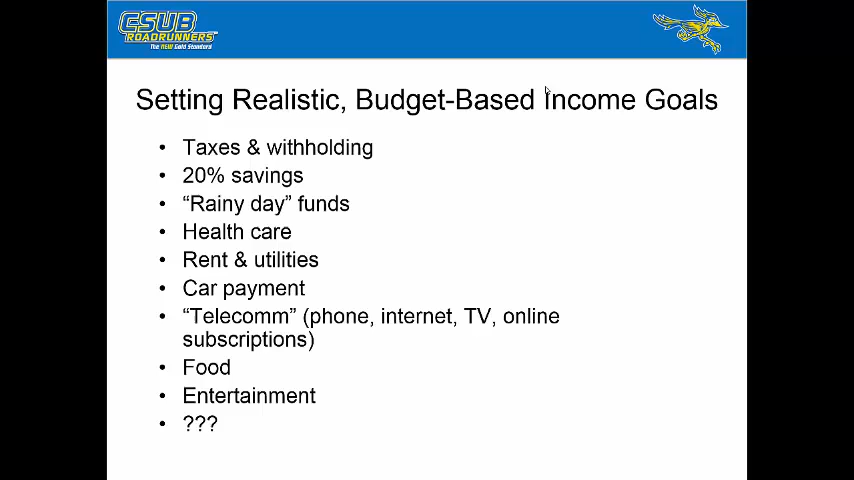 CSUB
ROADRUNNERS
The NEW Gold Standard
Setting Realistic, Budget-Based Income Goals
• Taxes & withholding
• 20% savings
• “Rainy day” funds
• Health care
• Rent & utilities
• Car payment
• “Telecomm” (phone, internet, TV, online
subscriptions)
• Food
• Entertainment
• ???